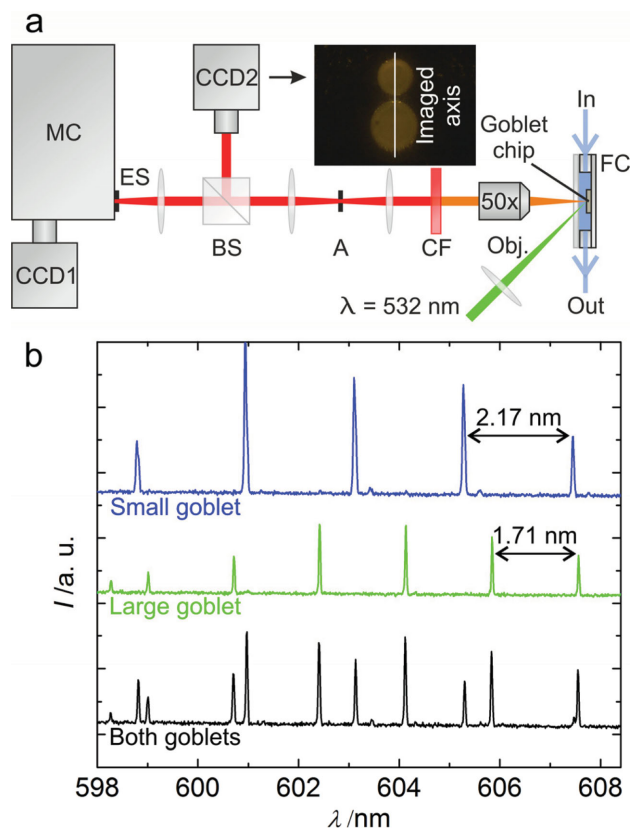 a
CCD2
MC
ES
BS
A
CF
50x
Obj.
Imaged
axis
In
Goblet
chip
FC
CCD1
λ = 532 nm
Out
b
2.17 nm
Small goblet
1.71 nm
Large goblet
Both goblets
I /a. u.
598
600
602
604
606
608
λ /nm